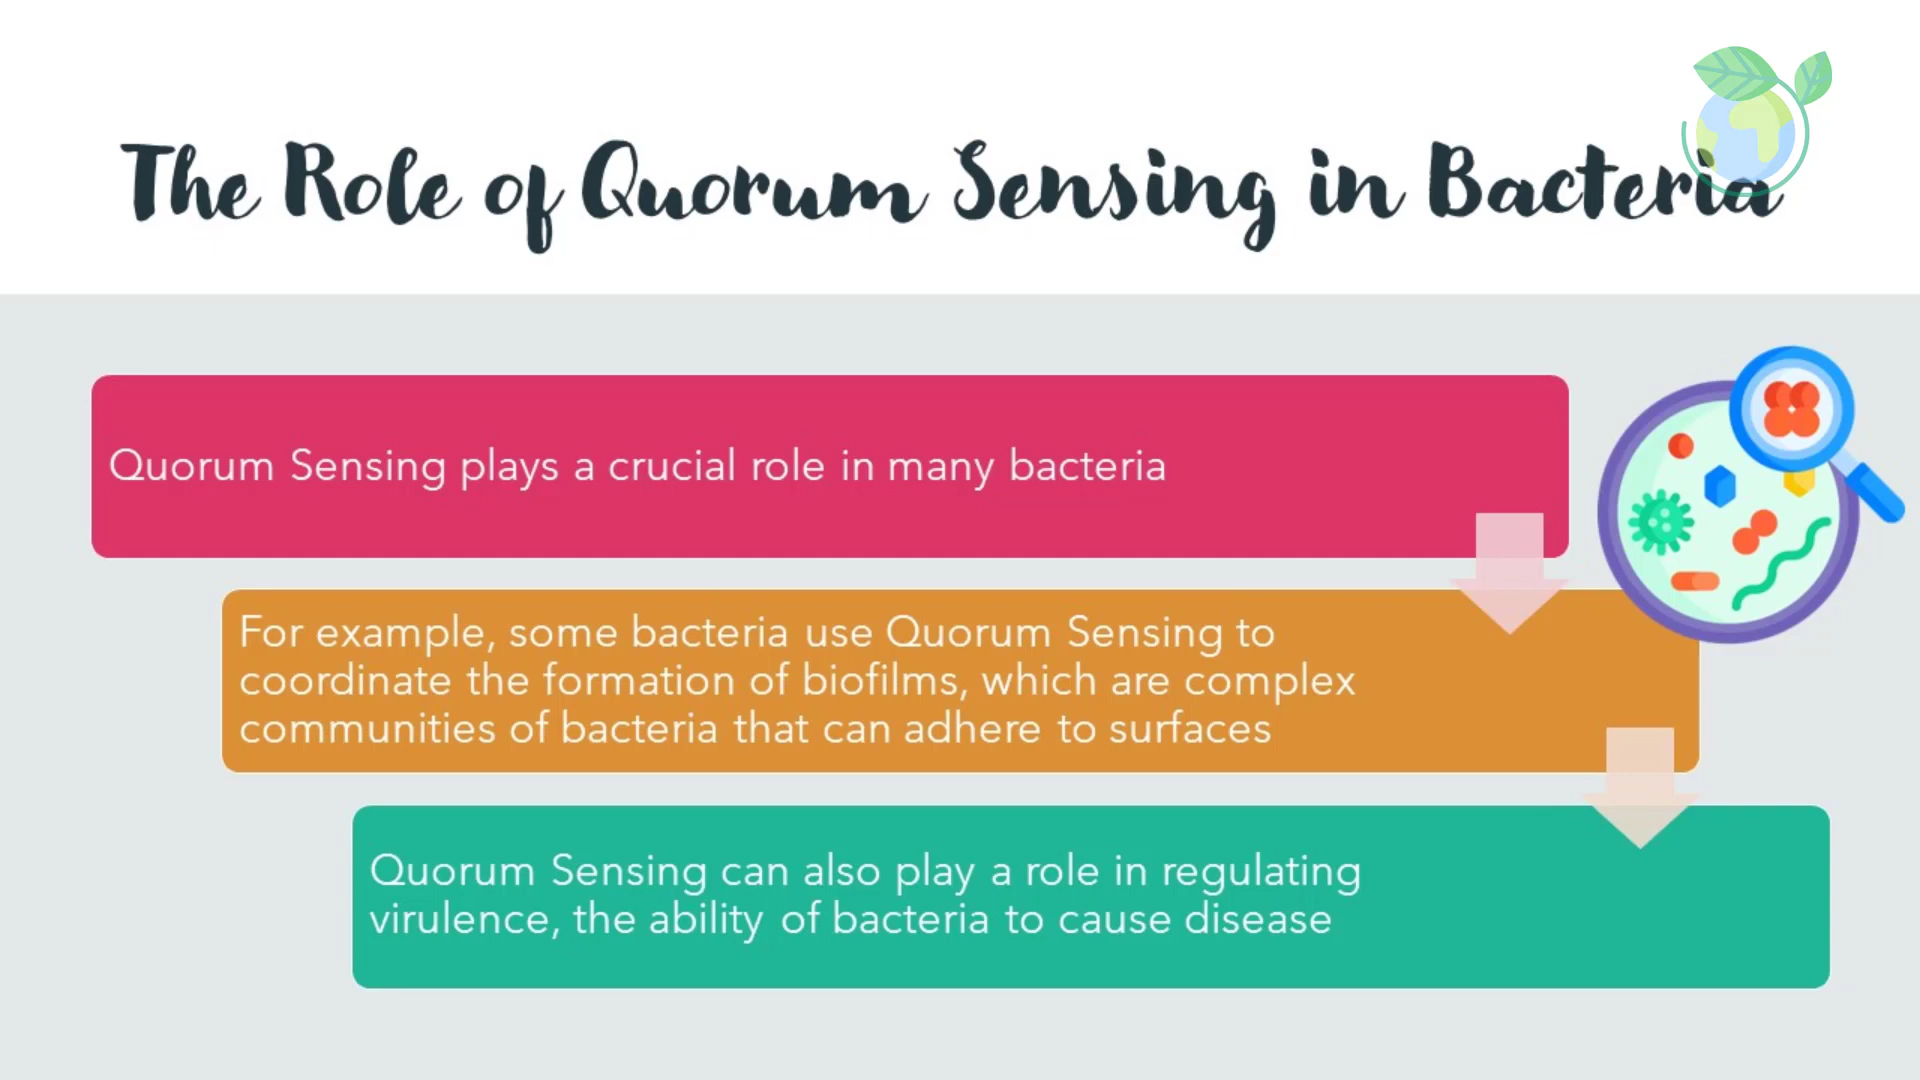 The Role of Quorum Sensing in Bacteria
Quorum Sensing plays a crucial role in many bacteria
For example, some bacteria use Quorum Sensing to
coordinate the formation of biofilms, which are complex
communities of bacteria that can adhere to surfaces
Quorum Sensing can also play a role in regulating
virulence, the ability of bacteria to cause disease